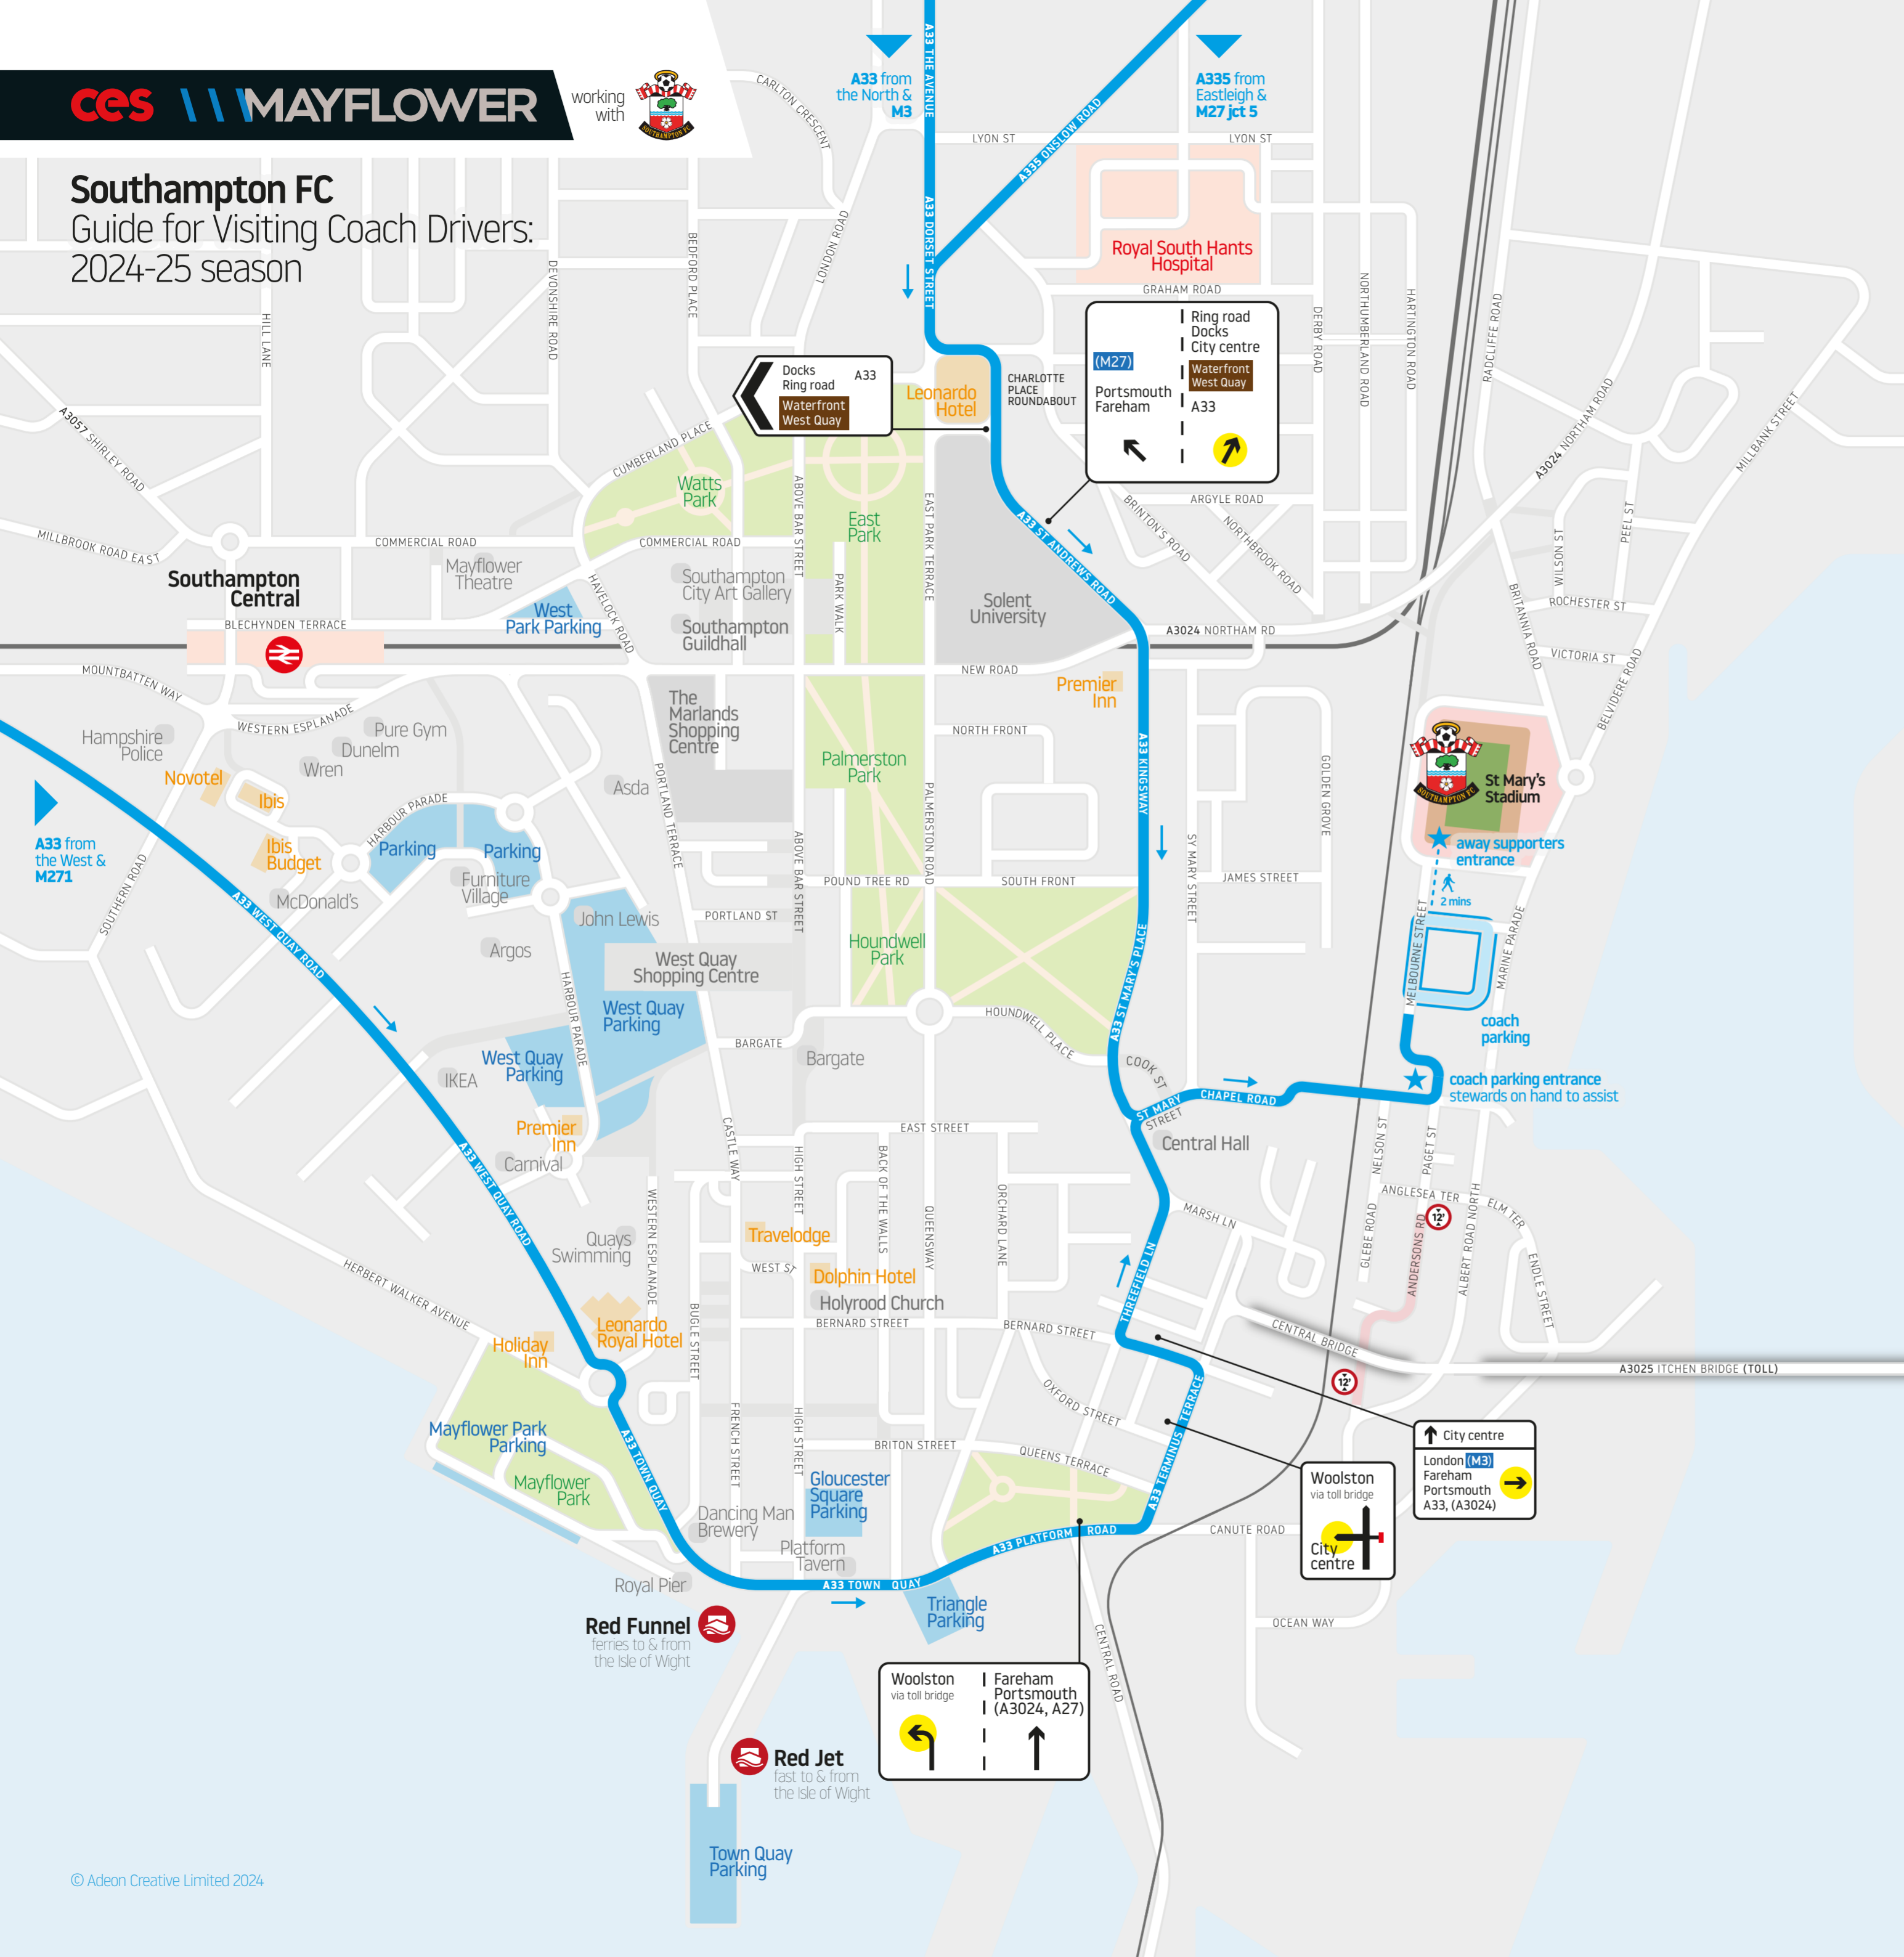 ces MAYFLOWER
working
with
SOUTHAMPTON FC
Southampton FC
Guide for Visiting Coach Drivers:
2024-25 season
A33 from
the North &
M3
A335 from
Eastleigh &
M27 jct 5
A33 THE AVENUE
A33 DORSET STREET
A335 ONSLOW ROAD
CARLTON CRESCENT
LYON ST
LYON ST
Royal South Hants
Hospital
GRAHAM ROAD
LONDON ROAD
BEDFORD PLACE
DEVONSHIRE ROAD
HILL LANE
DERBY ROAD
NORTHUMBERLAND ROAD
HARTINGTON ROAD
RADCLIFFE ROAD
A3024 NORTHAM ROAD
MILLBANK STREET
(M27)
Portsmouth
Fareham
Ring road
Docks
City centre
Waterfront
West Quay
A33
Docks
Ring road
A33
Waterfront
West Quay
Leonardo
Hotel
CHARLOTTE
PLACE
ROUNDABOUT
A3057 SHIRLEY ROAD
CUMBERLAND PLACE
Watts
Park
East
Park
ABOVE BAR STREET
EAST PARK TERRACE
A33 ST ANDREWS ROAD
BRINTON'S ROAD
ARGYLE ROAD
NORTHBROOK ROAD
PEEL ST
WILSON ST
ROCHESTER ST
BRITANNIA ROAD
VICTORIA ST
BELVIDERE ROAD
MILLBROOK ROAD EAST
COMMERCIAL ROAD
COMMERCIAL ROAD
Mayflower
Theatre
Southampton
Central
BLECHYNDEN TERRACE
West
Park Parking
HAVELOCK ROAD
Southampton
City Art Gallery
Southampton
Guildhall
PARK WALK
Solent
University
A3024 NORTHAM RD
NEW ROAD
Premier
Inn
MOUNTBATTEN WAY
WESTERN ESPLANADE
Hampshire
Police
Pure Gym
Dunelm
Wren
Novotel
Ibis
Ibis
Budget
McDonald's
HARBOUR PARADE
Parking
Parking
Furniture
Village
Asda
The
Marlands
Shopping
Centre
PORTLAND TERRACE
Palmerston
Park
NORTH FRONT
PALMERSTON ROAD
A33 KINGSWAY
GOLDEN GROVE
SY MARY STREET
JAMES STREET
St Mary's
Stadium
SOUTHAMPTON FC
away supporters
entrance
2 mins
MELBOURNE STREET
MARINE PARADE
coach
parking
coach parking entrance
stewards on hand to assist
A33 from
the West &
M271
SOUTHERN ROAD
A33 WEST QUAY ROAD
John Lewis
PORTLAND ST
ABOVE BAR STREET
POUND TREE RD
SOUTH FRONT
Houndwell
Park
Argos
West Quay
Shopping Centre
West Quay
Parking
West Quay
Parking
HARBOUR PARADE
IKEA
BARGATE
Bargate
HOUNDWELL PLACE
A33 ST MARY'S PLACE
COOK ST
ST MARY
STREET
CHAPEL ROAD
Central Hall
Premier
Inn
Carnival
CASTLE WAY
EAST STREET
A33 WEST QUAY ROAD
WESTERN ESPLANADE
HIGH STREET
BACK OF THE WALLS
QUEENSWAY
ORCHARD LANE
MARSH LN
THREEFIELD LN
NELSON ST
PAGET ST
ANGLESEA TER
ELM TER
12'
GLEBE ROAD
ANDERSONS RD
ALBERT ROAD NORTH
ENDLE STREET
Quays
Swimming
Travelodge
WEST ST
Dolphin Hotel
Holyrood Church
BERNARD STREET
BERNARD STREET
HERBERT WALKER AVENUE
Leonardo
Royal Hotel
Holiday
Inn
BUGLE STREET
CENTRAL BRIDGE
A3025 ITCHEN BRIDGE (TOLL)
12'
OXFORD STREET
A33 TERMINUS TERRACE
Mayflower Park
Parking
Mayflower
Park
A33 TOWN QUAY
FRENCH STREET
HIGH STREET
BRITON STREET
QUEENS TERRACE
Gloucester
Square
Parking
Dancing Man
Brewery
Platform
Tavern
Royal Pier
A33 TOWN QUAY
A33 PLATFORM ROAD
CANUTE ROAD
City centre
London (M3)
Fareham
Portsmouth
A33, (A3024)
Woolston
via toll bridge
City
centre
Triangle
Parking
OCEAN WAY
CENTRAL ROAD
Red Funnel
ferries to & from
the Isle of Wight
Woolston
via toll bridge
Fareham
Portsmouth
(A3024, A27)
Red Jet
fast to & from
the Isle of Wight
Town Quay
Parking
© Adeon Creative Limited 2024